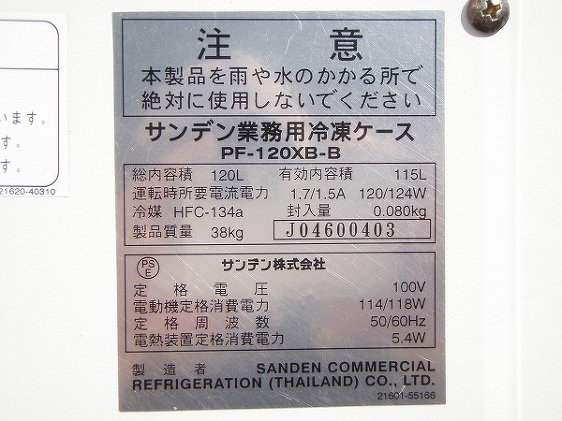 います。
す。
す。
21620-40310
注 意
本製品を雨や水のかかる所で
絶対に使用しないでください
サンデン業務用冷凍ケース
PF-120XB-B
総内容積 120L 有効内容積 115L
運転時所要電流電力 1.7/1.5A 120/124W
冷媒 HFC-134a 封入量 0.080kg
製品質量 38kg J04600403
PS
E
サンデン株式会社
定格電圧 100V
電動機定格消費電力 114/118W
定格周波数 50/60Hz
電熱装置定格消費電力 5.4W
製造者 SANDEN COMMERCIAL
REFRIGERATION (THAILAND) CO., LTD.
21601-55166